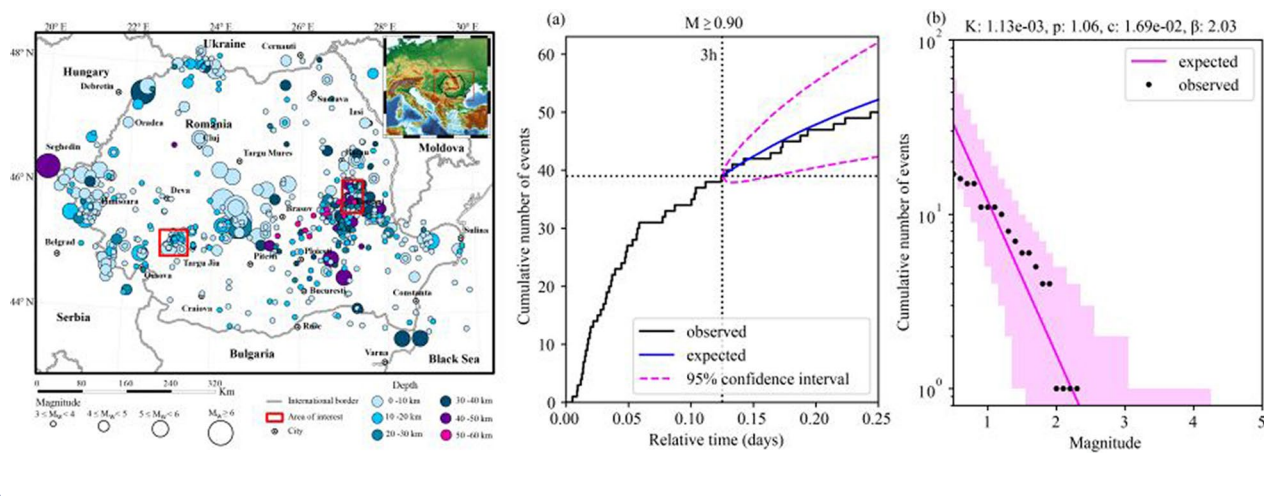 20° E 22° E 24° E 26° E 28° E 30° E
48° N
46° N
44° N
Ukraine
Cernauti
Hungary
Debretin
Suceava
Oradea
Iasi
Romania
Cluj
Seghedin
Targu Mures
Moldova
Deva
Timisoara
Brasov
Sulina
Belgrad
Targu Jiu
Pitesti
Ploiesti
Orsova
Bucuresti
Constanta
Craiova
Serbia
Ruse
Bulgaria
Varna
Black Sea
0 80 160 240 320
Km
Magnitude
3 ≤ Mw < 4 4 ≤ Mw < 5 5 ≤ Mw < 6 Mw ≥ 6
International border
Area of interest
City
Depth
0 -10 km
10 -20 km
20 -30 km
30 -40 km
40 -50 km
50 -60 km
(a)
M ≥ 0.90
3h
Cumulative number of events
60
50
40
30
20
10
0
observed
expected
95% confidence interval
0.00 0.05 0.10 0.15 0.20 0.25
Relative time (days)
(b)
K: 1.13e-03, p: 1.06, c: 1.69e-02, β: 2.03
expected
observed
Cumulative number of events
10²
10¹
10⁰
1 2 3 4 5
Magnitude